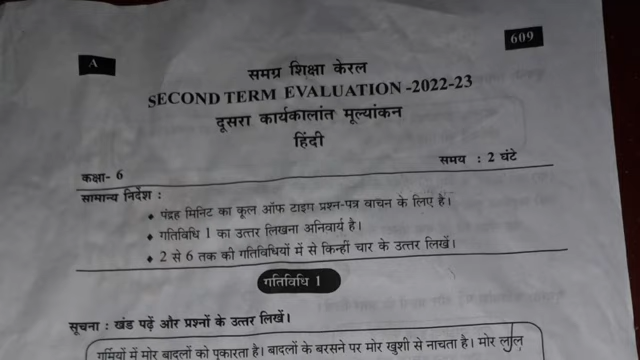 609
A
समग्र शिक्षा केरल
SECOND TERM EVALUATION -2022-23
दूसरा कार्यकालांत मूल्यांकन
हिंदी
कक्षा- 6
समय : 2 घंटे
सामान्य निर्देश :
• पंद्रह मिनिट का कूल ऑफ टाइम प्रश्न-पत्र वाचन के लिए है।
• गतिविधि 1 का उत्तर लिखना अनिवार्य है।
• 2 से 6 तक की गतिविधियों में से किन्हीं चार के उत्तर लिखें।
गतिविधि 1
सूचना : खंड पढ़ें और प्रश्नों के उत्तर लिखें।
गर्मियों में मोर बादलों को पुकारता है। बादलों के बरसने पर मोर खुशी से नाचता है। मोर लाल